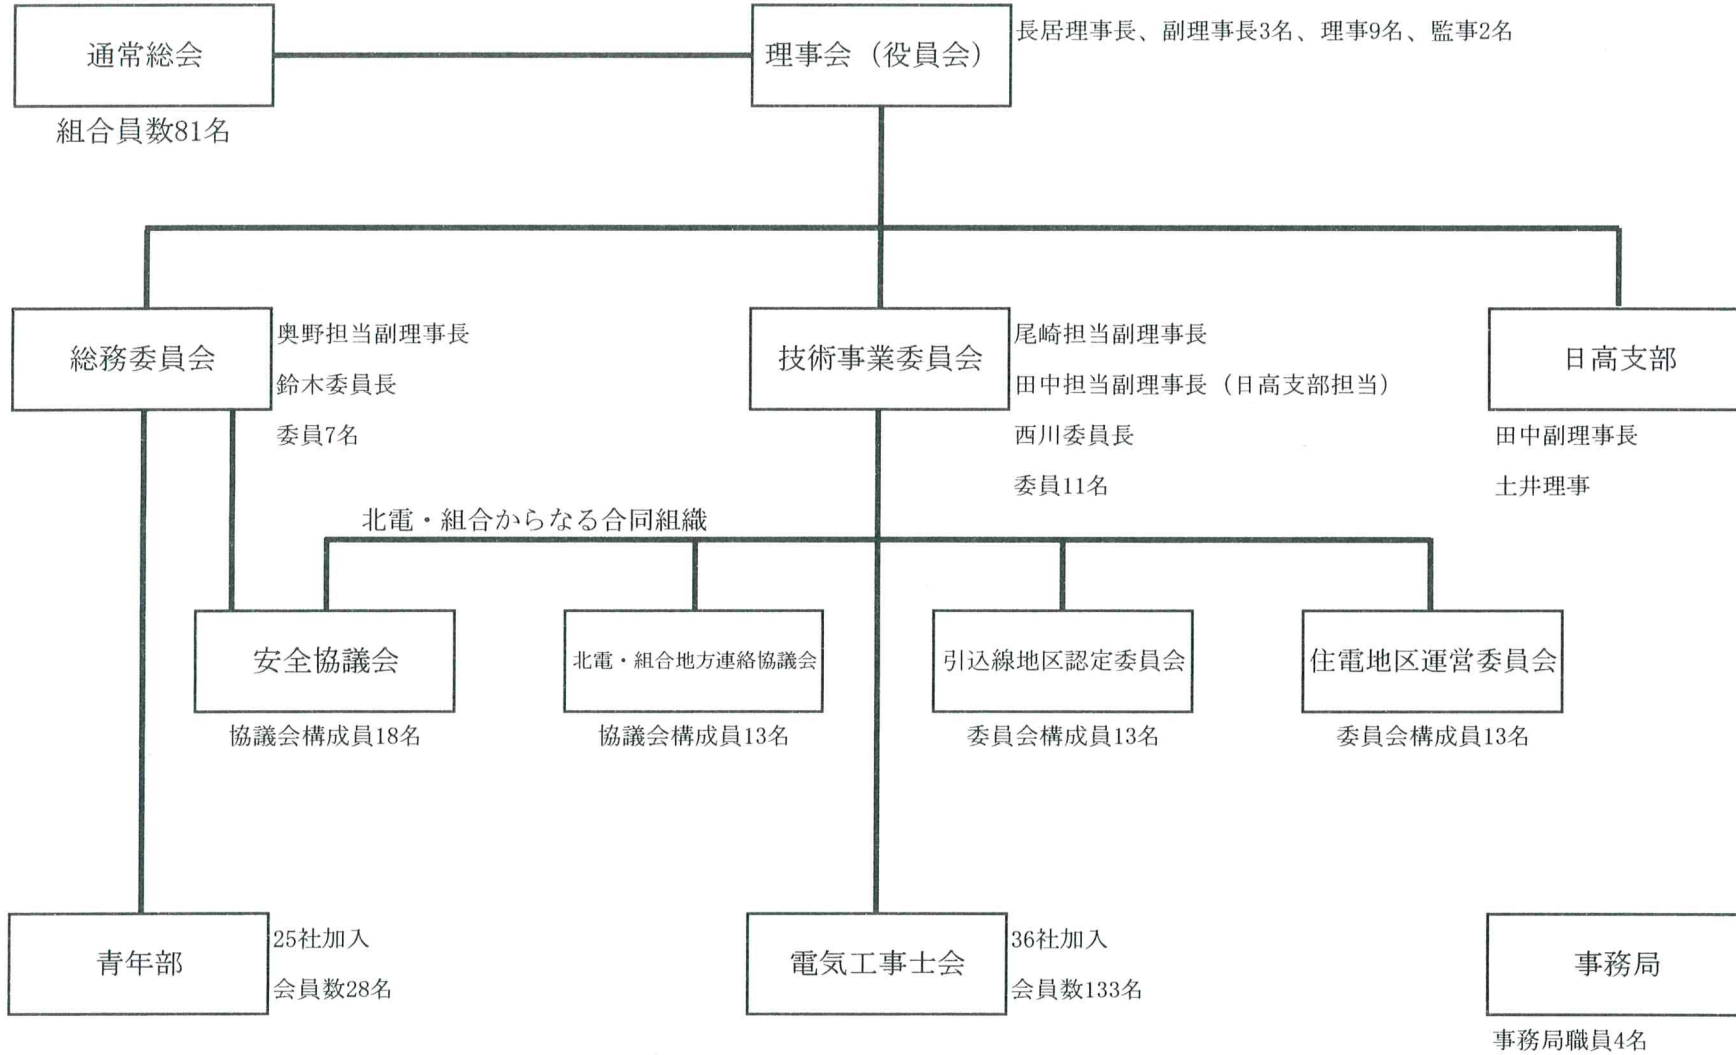 通常総会
組合員数81名
理事会（役員会）
長居理事長、副理事長3名、理事9名、監事2名
総務委員会
奥野担当副理事長
鈴木委員長
委員7名
技術事業委員会
尾崎担当副理事長
田中担当副理事長（日高支部担当）
西川委員長
委員11名
日高支部
田中副理事長
土井理事
北電・組合からなる合同組織
安全協議会
協議会構成員18名
北電・組合地方連絡協議会
協議会構成員13名
引込線地区認定委員会
委員会構成員13名
住電地区運営委員会
委員会構成員13名
青年部
25社加入
会員数28名
電気工事士会
36社加入
会員数133名
事務局
事務局職員4名